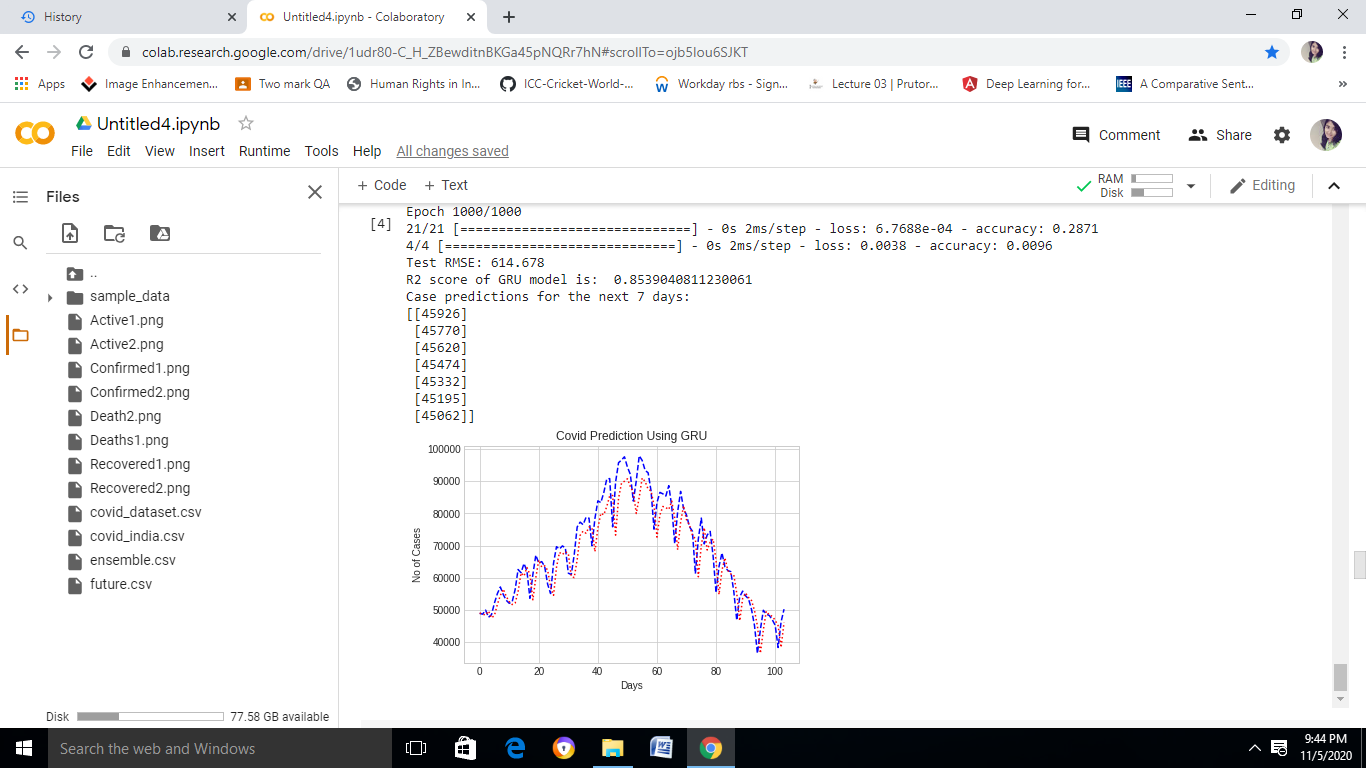 History
Untitled4.ipynb - Colaboratory
colab.research.google.com/drive/1udr80-C_H_ZBewditnBKGa45pNQRr7hN#scrollTo=ojb5Iou6SJKT
Apps Image Enhancemen... Two mark QA Human Rights in In... ICC-Cricket-World-... Workday rbs - Sign... Lecture 03 | Prutor... Deep Learning for... IEEE A Comparative Sent... »
Untitled4.ipynb
File Edit View Insert Runtime Tools Help All changes saved
Comment Share
Files
+ Code + Text
RAM
Disk
Editing
..
sample_data
Active1.png
Active2.png
Confirmed1.png
Confirmed2.png
Death2.png
Deaths1.png
Recovered1.png
Recovered2.png
covid_dataset.csv
covid_india.csv
ensemble.csv
future.csv
Disk 77.58 GB available
[4]
Epoch 1000/1000
21/21 [==============================] - 0s 2ms/step - loss: 6.7688e-04 - accuracy: 0.2871
4/4 [==============================] - 0s 2ms/step - loss: 0.0038 - accuracy: 0.0096
Test RMSE: 614.678
R2 score of GRU model is:  0.8539040811230061
Case predictions for the next 7 days:
[[45926]
[45770]
[45620]
[45474]
[45332]
[45195]
[45062]]
Covid Prediction Using GRU
100000
90000
80000
70000
60000
50000
40000
No of Cases
0 20 40 60 80 100
Days
Search the web and Windows
9:44 PM
11/5/2020